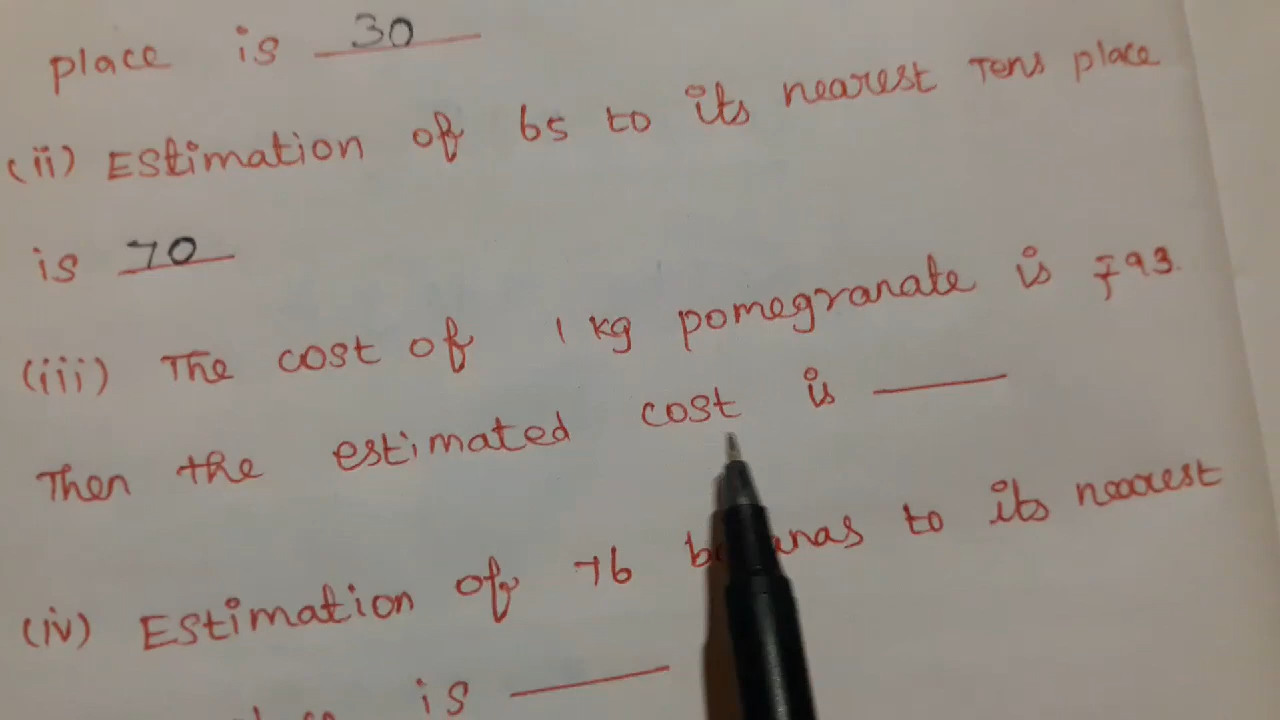 place is 30
(ii) Estimation of 65 to its nearest Tens place
is 70
(iii) The cost of 1 kg pomegranate is ₹93.
Then the estimated cost is
(iv) Estimation of 76 to its nearest
is